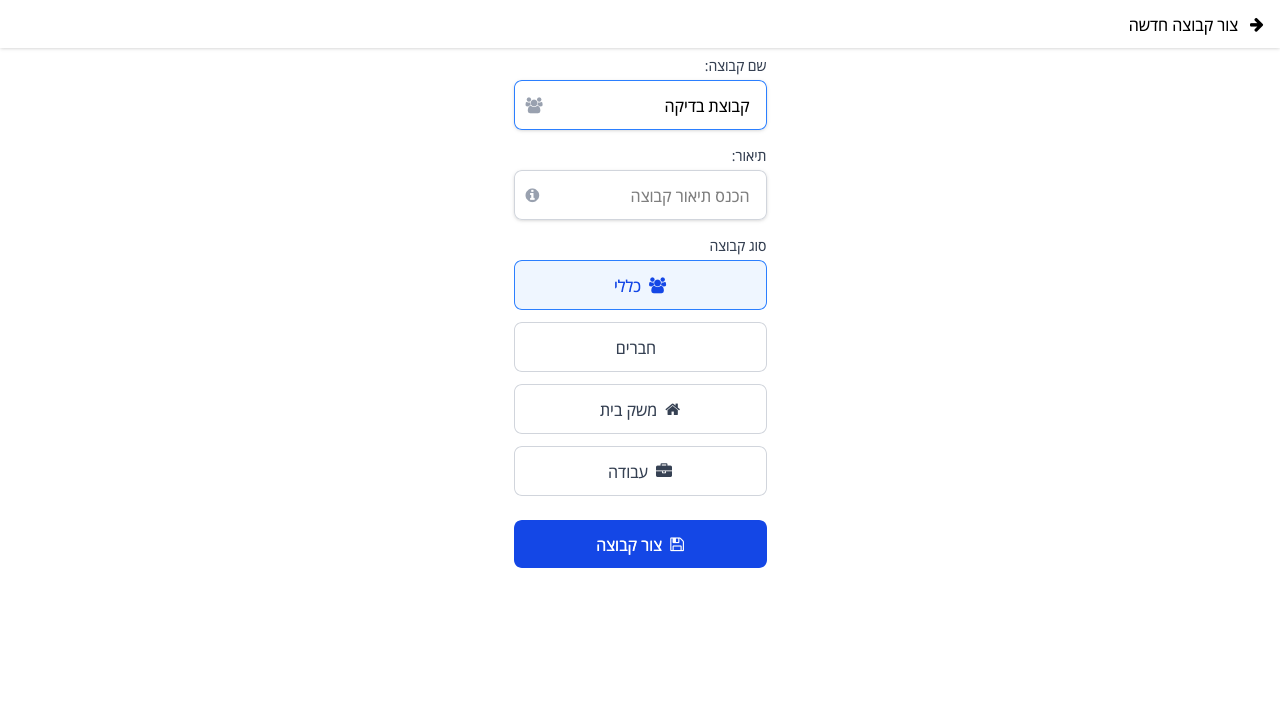 צור קבוצה חדשה
שם קבוצה:
קבוצת בדיקה
תיאור:
הכנס תיאור קבוצה
סוג קבוצה
כללי
חברים
משק בית
עבודה
צור קבוצה